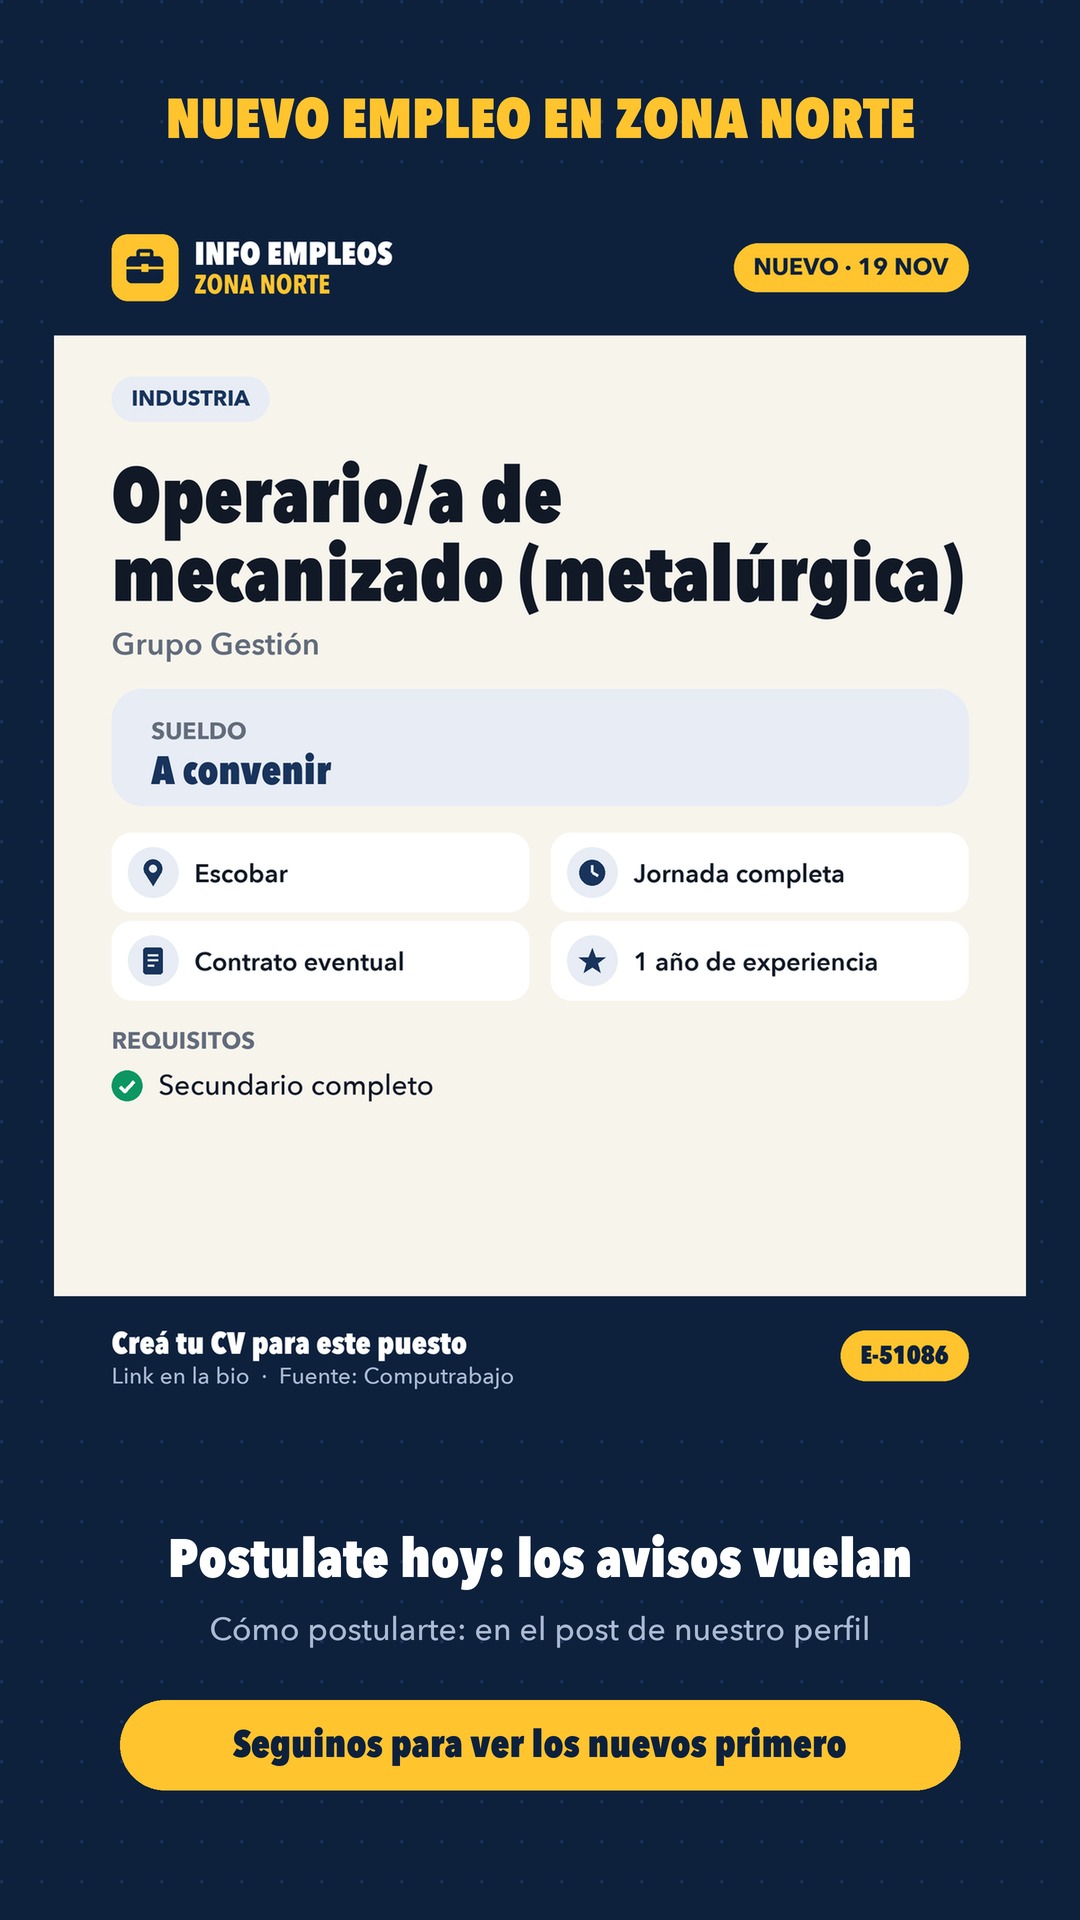 NUEVO EMPLEO EN ZONA NORTE
INFO EMPLEOS
ZONA NORTE
NUEVO · 19 NOV
INDUSTRIA
Operario/a de
mecanizado (metalúrgica)
Grupo Gestión
SUELDO
A convenir
Escobar
Jornada completa
Contrato eventual
1 año de experiencia
REQUISITOS
Secundario completo
Creá tu CV para este puesto
Link en la bio · Fuente: Computrabajo
E-51086
Postulate hoy: los avisos vuelan
Cómo postularte: en el post de nuestro perfil
Seguinos para ver los nuevos primero